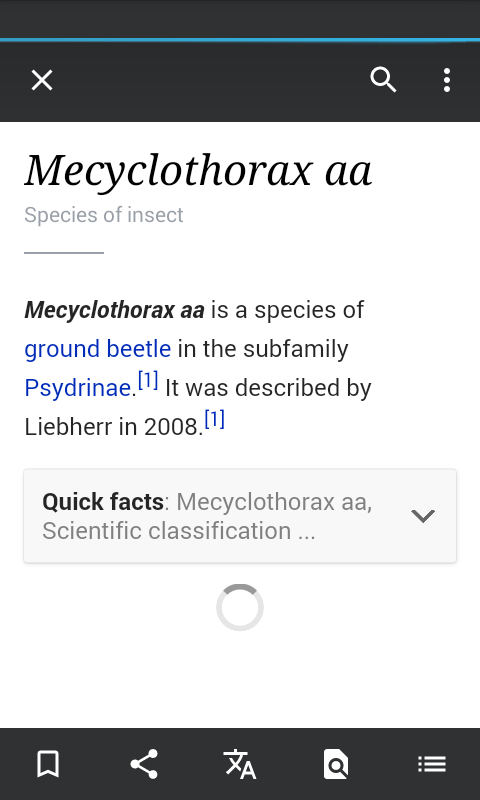 Mecyclothorax aa
Species of insect
Mecyclothorax aa is a species of
ground beetle in the subfamily
Psydrinae.[1] It was described by
Liebherr in 2008.[1]
Quick facts: Mecyclothorax aa,
Scientific classification ...